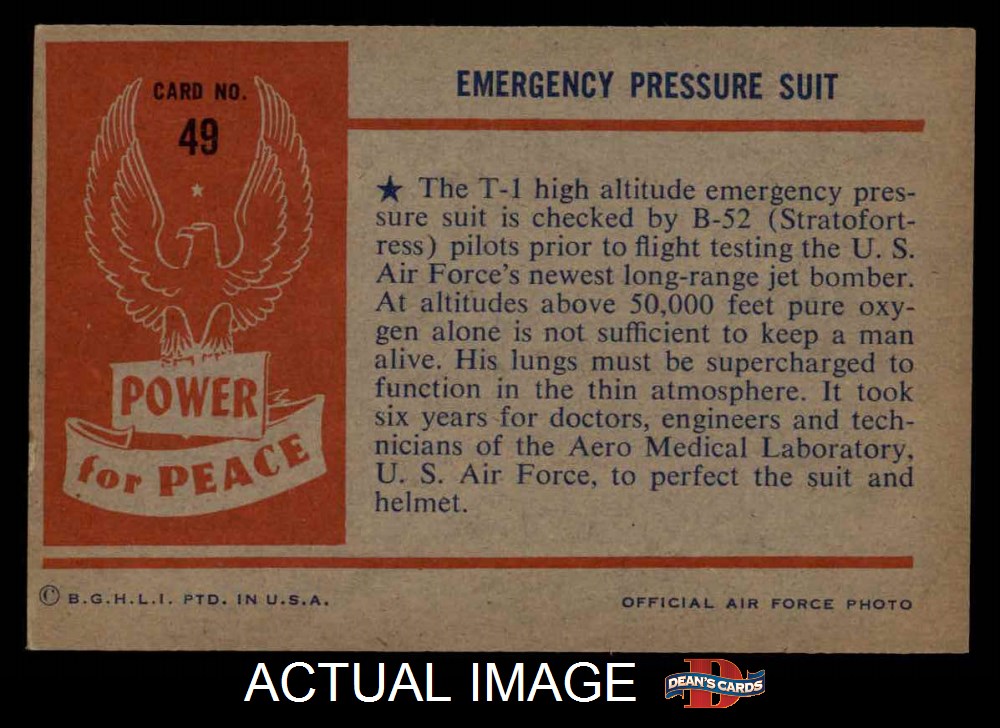 CARD NO.
49
POWER
for PEACE
EMERGENCY PRESSURE SUIT
★ The T-1 high altitude emergency pres-
sure suit is checked by B-52 (Stratofort-
ress) pilots prior to flight testing the U. S.
Air Force's newest long-range jet bomber.
At altitudes above 50,000 feet pure oxy-
gen alone is not sufficient to keep a man
alive. His lungs must be supercharged to
function in the thin atmosphere. It took
six years for doctors, engineers and tech-
nicians of the Aero Medical Laboratory,
U. S. Air Force, to perfect the suit and
helmet.
© B.G.H.L.I. PTD. IN U.S.A.
OFFICIAL AIR FORCE PHOTO
ACTUAL IMAGE
D
DEAN'S CARDS